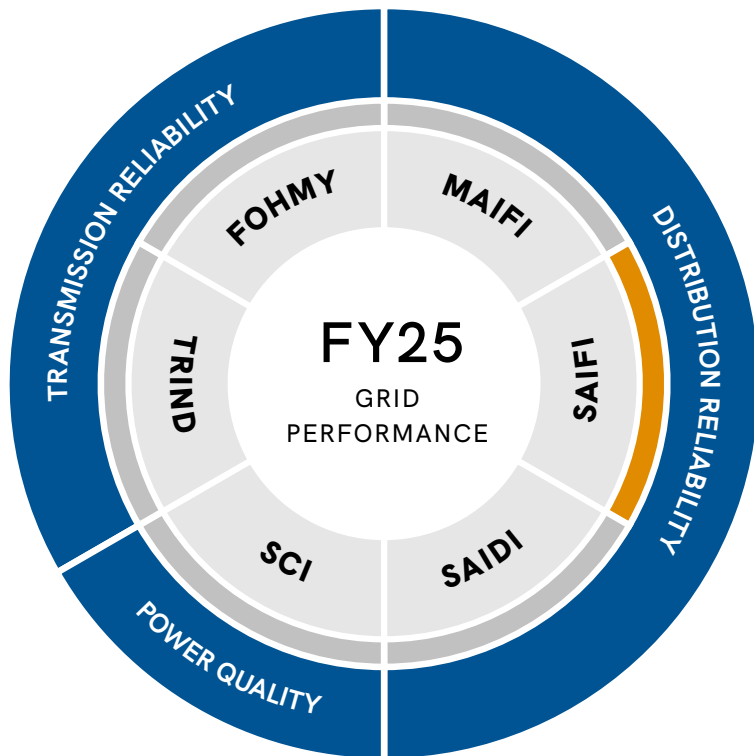 TRANSMISSION RELIABILITY
DISTRIBUTION RELIABILITY
POWER QUALITY
FOHMY
MAIFI
SAIFI
SAIDI
SCI
TRIND
FY25
GRID
PERFORMANCE